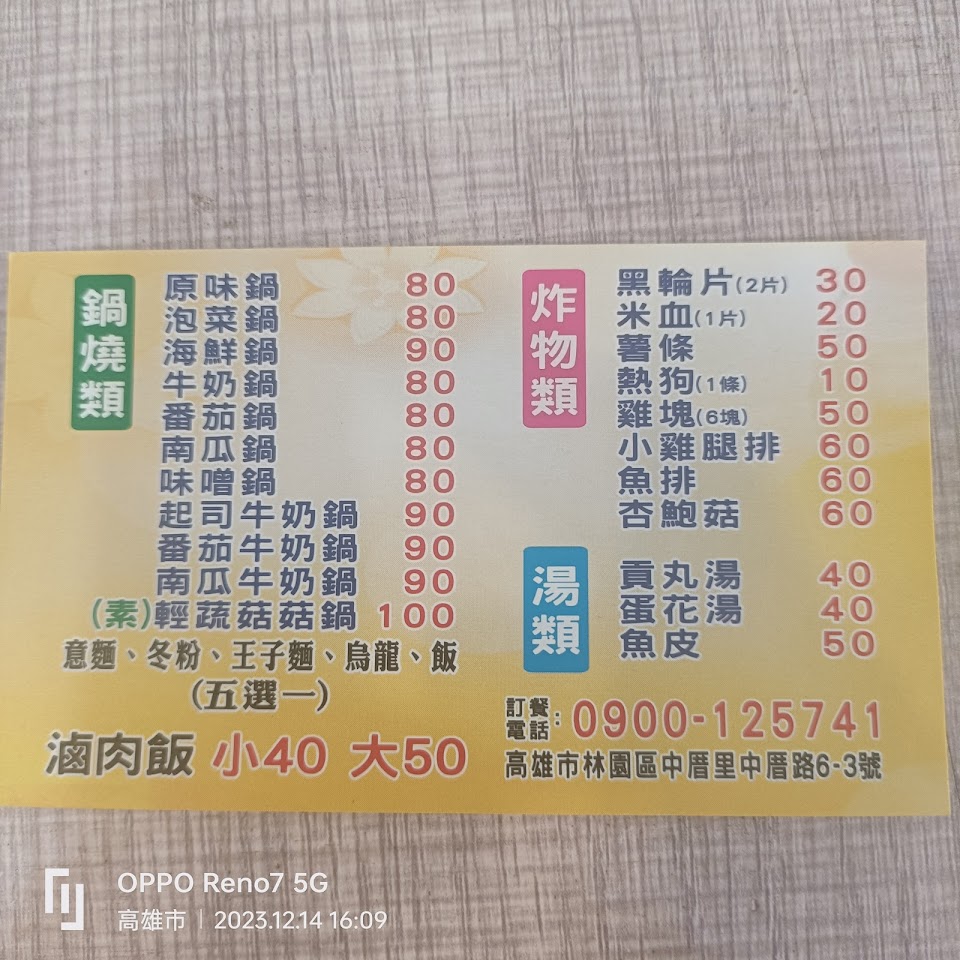 鍋燒類
原味鍋 80
泡菜鍋 80
海鮮鍋 90
牛奶鍋 80
番茄鍋 80
南瓜鍋 80
味噌鍋 80
起司牛奶鍋 90
番茄牛奶鍋 90
南瓜牛奶鍋 90
(素)輕蔬菇菇鍋 100
意麵、冬粉、王子麵、烏龍、飯
(五選一)
滷肉飯 小40 大50
炸物類
黑輪片(2片) 30
米血(1片) 20
薯條 50
熱狗(1條) 10
雞塊(6塊) 50
小雞腿排 60
魚排 60
杏鮑菇 60
湯類
貢丸湯 40
蛋花湯 40
魚皮 50
訂餐電話:0900-125741
高雄市林園區中厝里中厝路6-3號
OPPO Reno7 5G
高雄市 | 2023.12.14 16:09